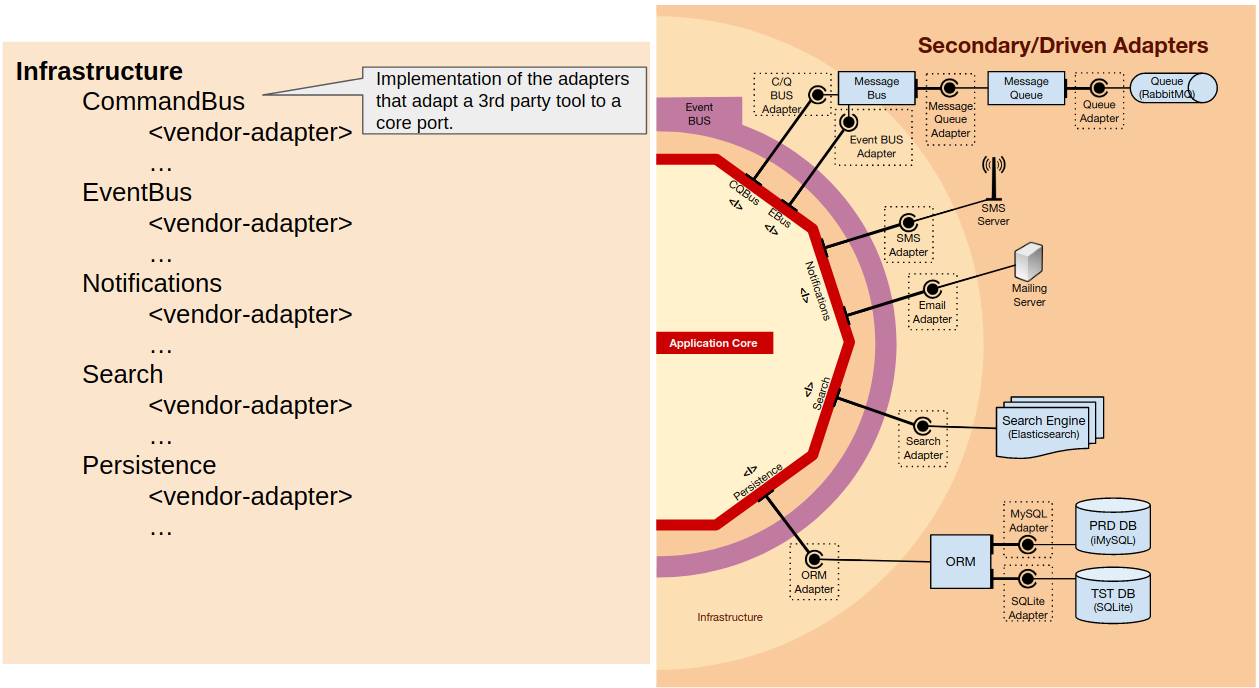 Infrastructure
CommandBus
<vendor-adapter>
…
EventBus
<vendor-adapter>
…
Notifications
<vendor-adapter>
…
Search
<vendor-adapter>
…
Persistence
<vendor-adapter>
…
Implementation of the adapters
that adapt a 3rd party tool to a
core port.
Secondary/Driven Adapters
C/Q
BUS
Adapter
Message
Bus
Message
Queue
Adapter
Message
Queue
Queue
Adapter
Queue
(RabbitMQ)
Event
BUS
Event BUS
Adapter
CQBus
</>
EBus
</>
SMS
Adapter
SMS
Server
Notifications
</>
Email
Adapter
Mailing
Server
Application Core
</>
Search
Search
Adapter
Search Engine
(Elasticsearch)
</>
Persistence
ORM
Adapter
ORM
MySQL
Adapter
PRD DB
(iMySQL)
SQLite
Adapter
TST DB
(SQLite)
Infrastructure